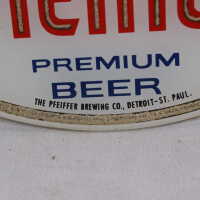 PREMIUM
BEER
THE PFEIFFER BREWING CO., DETROIT-ST. PAUL.